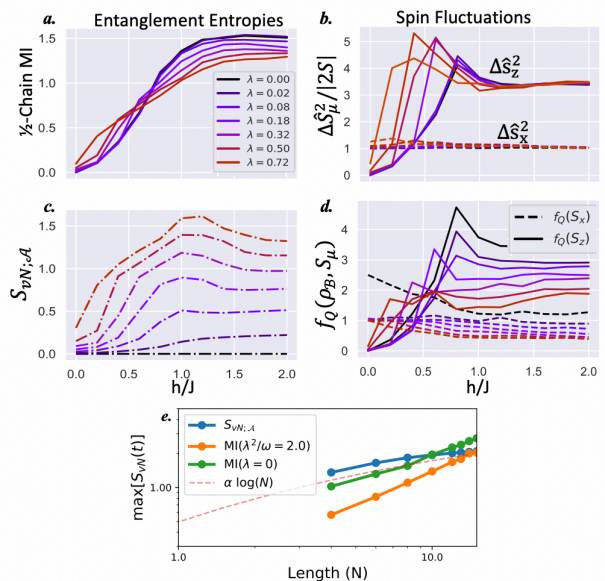 Entanglement Entropies
Spin Fluctuations
a.
½-Chain MI
1.5
1.0
0.5
0.0
λ = 0.00
λ = 0.02
λ = 0.08
λ = 0.18
λ = 0.32
λ = 0.50
λ = 0.72
b.
ΔŜ²μ/|2S|
5
4
3
2
1
0
ΔŜ_z²
ΔŜ_x²
c.
S_vN;𝒜
1.5
1.0
0.5
0.0
0.0 0.5 1.0 1.5 2.0
h/J
d.
f_Q(ρ_ℬ, S_μ)
4
2
0
f_Q(S_x)
f_Q(S_z)
0.0 0.5 1.0 1.5 2.0
h/J
e.
max[S_vN(t)]
1.00
S_vN;𝒜
MI(λ²/ω = 2.0)
MI(λ = 0)
α log(N)
1.0 10.0
Length (N)